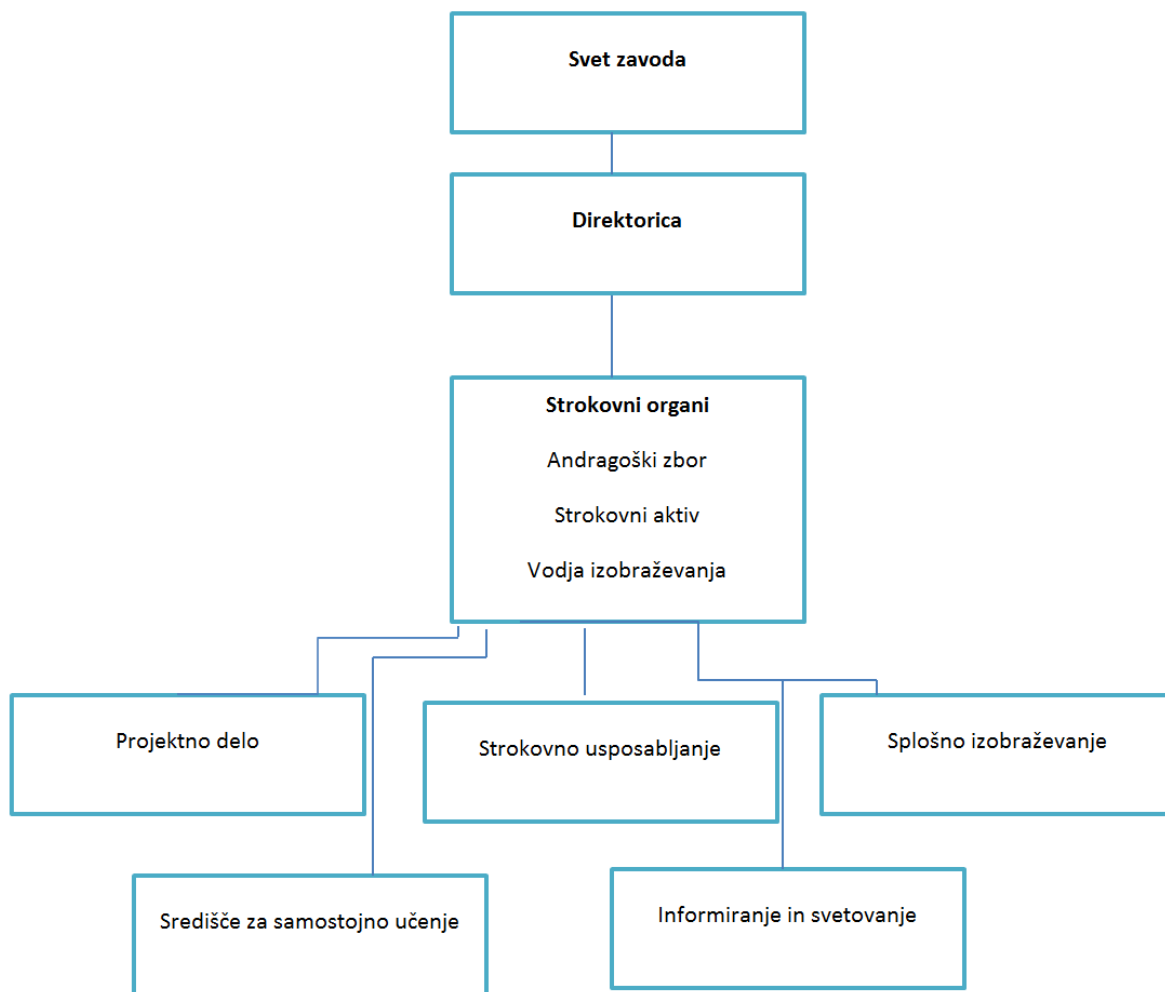 Svet zavoda
Direktorica
Strokovni organi
Andragoški zbor
Strokovni aktiv
Vodja izobraževanja
Projektno delo
Strokovno usposabljanje
Splošno izobraževanje
Središče za samostojno učenje
Informiranje in svetovanje